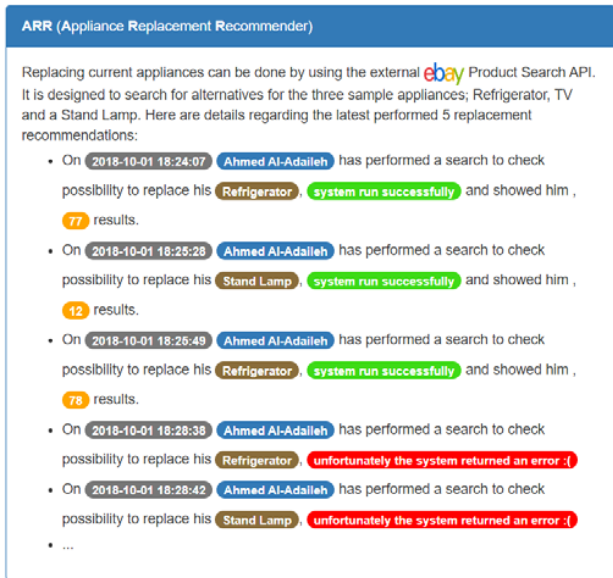 ARR (Appliance Replacement Recommender)
Replacing current appliances can be done by using the external ebay Product Search API.
It is designed to search for alternatives for the three sample appliances; Refrigerator, TV
and a Stand Lamp. Here are details regarding the latest performed 5 replacement
recommendations:
• On 2018-10-01 18:24:07 Ahmed Al-Adaileh has performed a search to check
possibility to replace his Refrigerator, system run successfully and showed him ,
77 results.
• On 2018-10-01 18:25:28 Ahmed Al-Adaileh has performed a search to check
possibility to replace his Stand Lamp, system run successfully and showed him ,
12 results.
• On 2018-10-01 18:25:49 Ahmed Al-Adaileh has performed a search to check
possibility to replace his Refrigerator, system run successfully and showed him ,
78 results.
• On 2018-10-01 18:28:38 Ahmed Al-Adaileh has performed a search to check
possibility to replace his Refrigerator, unfortunately the system returned an error :(
• On 2018-10-01 18:28:42 Ahmed Al-Adaileh has performed a search to check
possibility to replace his Stand Lamp, unfortunately the system returned an error :(
• ...